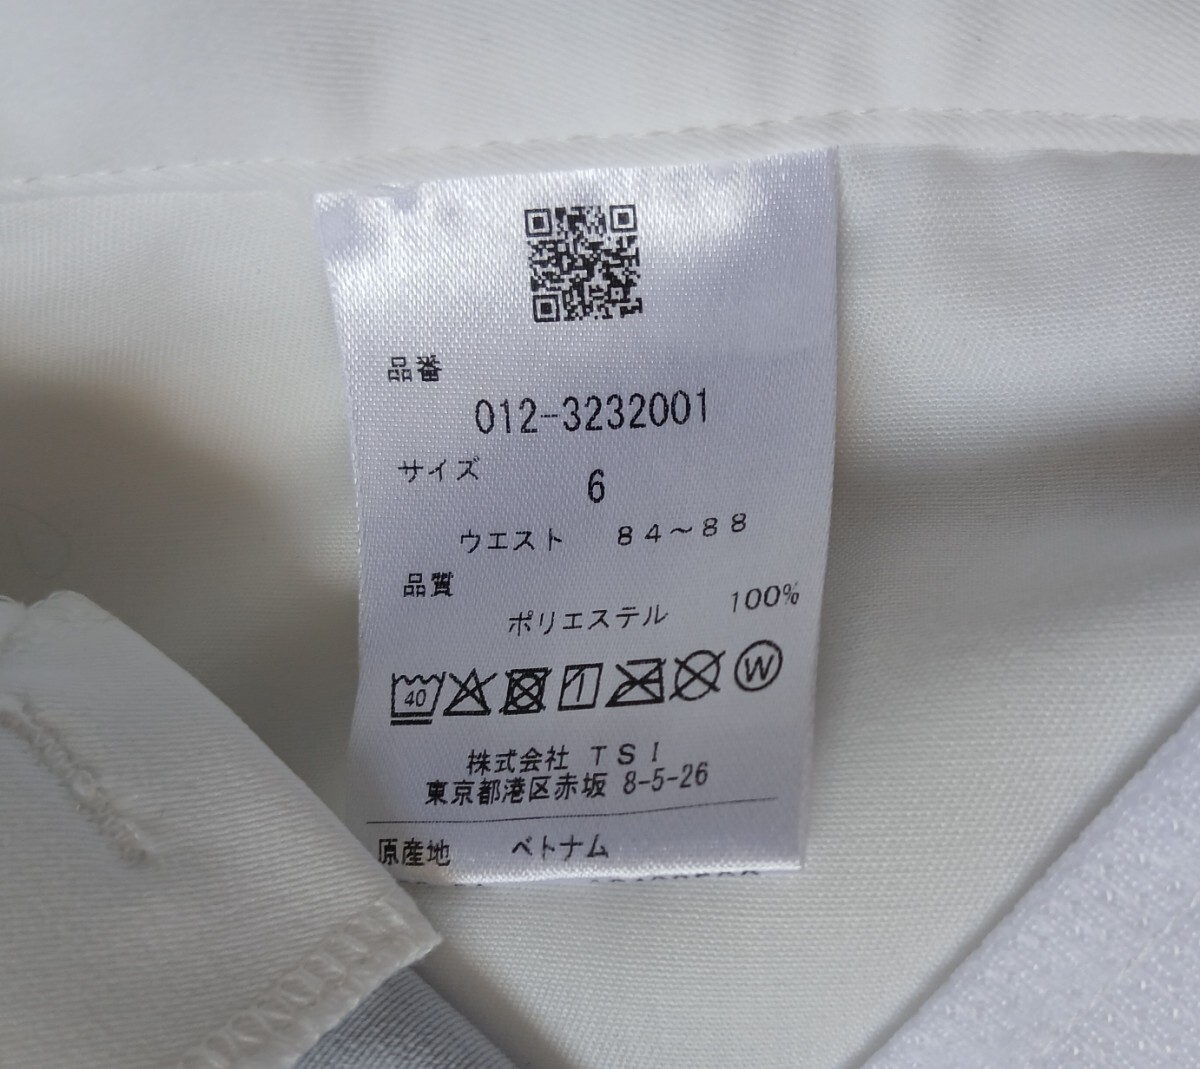 品番
012-3232001
サイズ 6
ウエスト 84～88
品質
ポリエステル 100%
40 W
株式会社 TSI
東京都港区赤坂 8-5-26
原産地 ベトナム